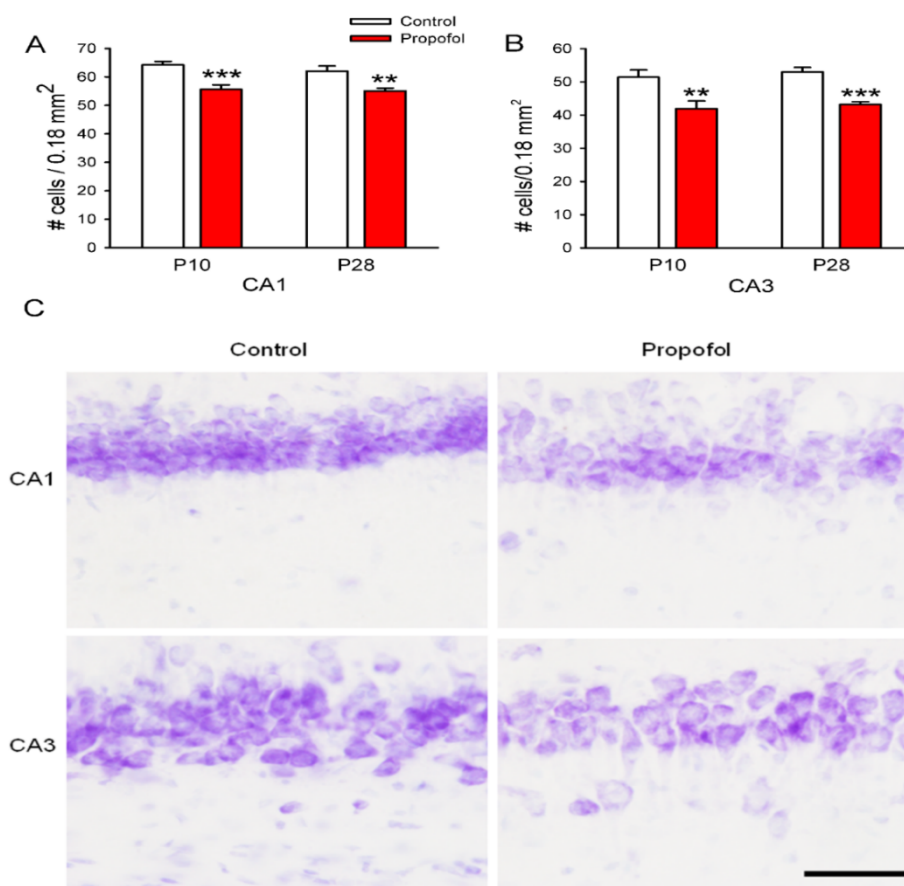 A
Control
Propofol
B
# cells / 0.18 mm²
70
60
50
40
30
20
10
0
***
**
P10
P28
CA1
# cells/0.18 mm²
60
50
40
30
20
10
0
**
***
P10
P28
CA3
C
Control
Propofol
CA1
CA3